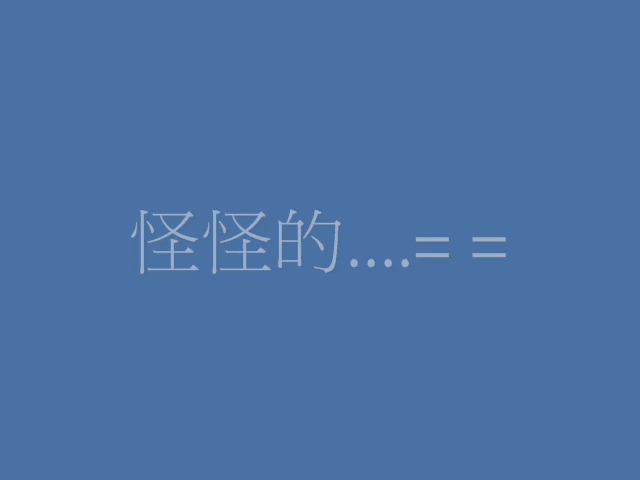 怪怪的....= =